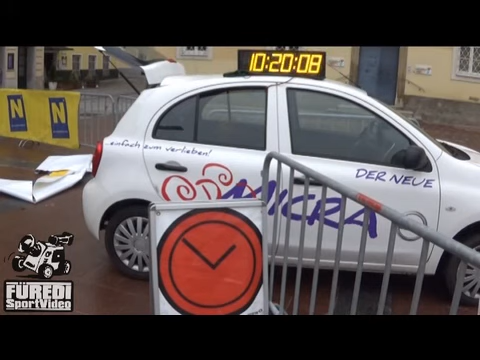 10:20:08
N N
...einfach zum verlieben!
DER NEUE
MICRA
FÜREDI
SportVideo